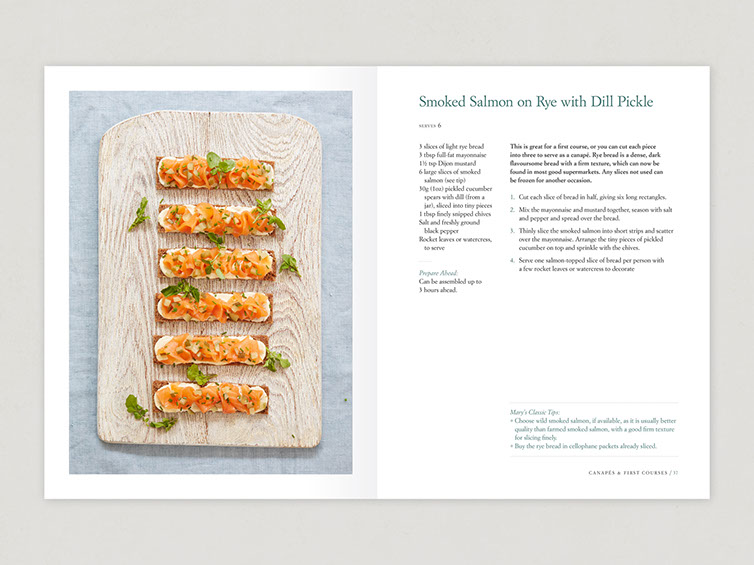 Smoked Salmon on Rye with Dill Pickle
SERVES 6
3 slices of light rye bread
3 tbsp full-fat mayonnaise
1½ tsp Dijon mustard
6 large slices of smoked
salmon (see tip)
30g (1oz) pickled cucumber
spears with dill (from a
jar), sliced into tiny pieces
1 tbsp finely snipped chives
Salt and freshly ground
black pepper
Rocket leaves or watercress,
to serve
Prepare Ahead:
Can be assembled up to
3 hours ahead.
This is great for a first course, or you can cut each piece
into three to serve as a canapé. Rye bread is a dense, dark
flavoursome bread with a firm texture, which can now be
found in most good supermarkets. Any slices not used can
be frozen for another occasion.
1. Cut each slice of bread in half, giving six long rectangles.
2. Mix the mayonnaise and mustard together, season with salt
and pepper and spread over the bread.
3. Thinly slice the smoked salmon into short strips and scatter
over the mayonnaise. Arrange the tiny pieces of pickled
cucumber on top and sprinkle with the chives.
4. Serve one salmon-topped slice of bread per person with
a few rocket leaves or watercress to decorate
Mary's Classic Tips:
+ Choose wild smoked salmon, if available, as it is usually better
quality than farmed smoked salmon, with a good firm texture
for slicing finely.
+ Buy the rye bread in cellophane packets already sliced.
CANAPÉS & FIRST COURSES /